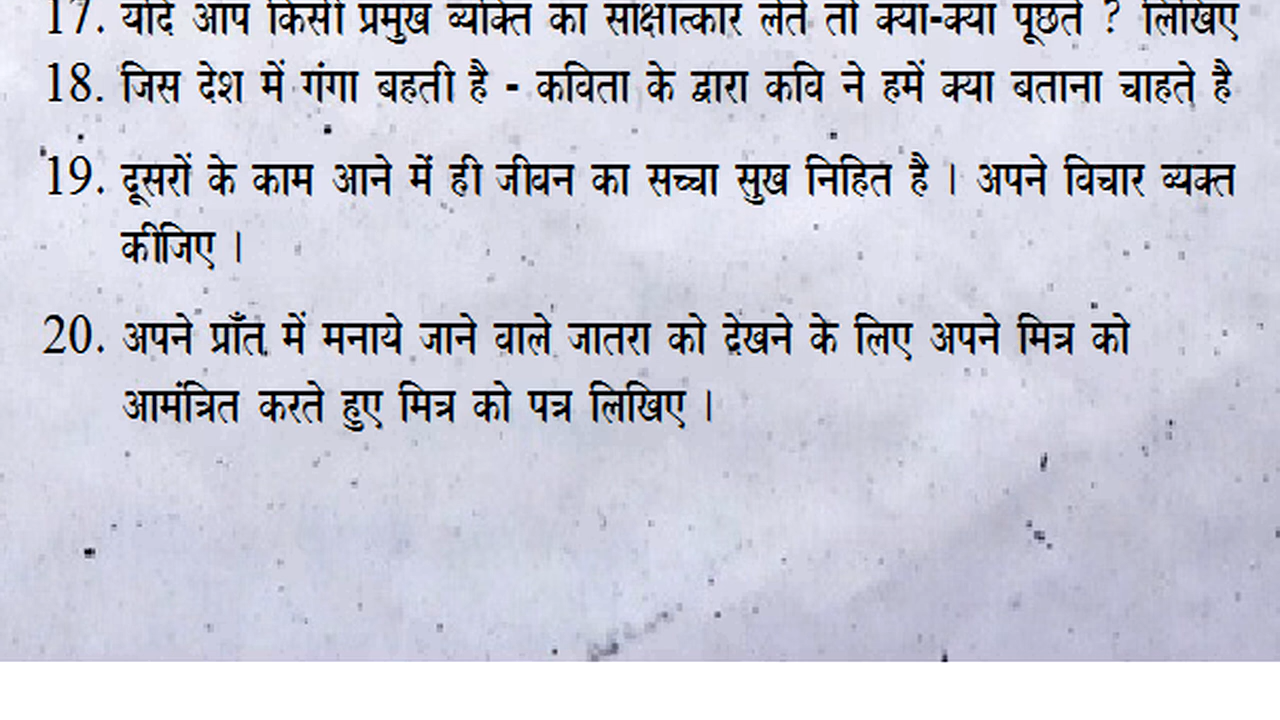 17. यदि आप किसी प्रमुख व्यक्ति का साक्षात्कार लेते तो क्या-क्या पूछते ? लिखिए
18. जिस देश में गंगा बहती है - कविता के द्वारा कवि ने हमें क्या बताना चाहते है
19. दूसरों के काम आने में ही जीवन का सच्चा सुख निहित है । अपने विचार व्यक्त
कीजिए ।
20. अपने प्राँत में मनाये जाने वाले जातरा को देखने के लिए अपने मित्र को
आमंत्रित करते हुए मित्र को पत्र लिखिए ।